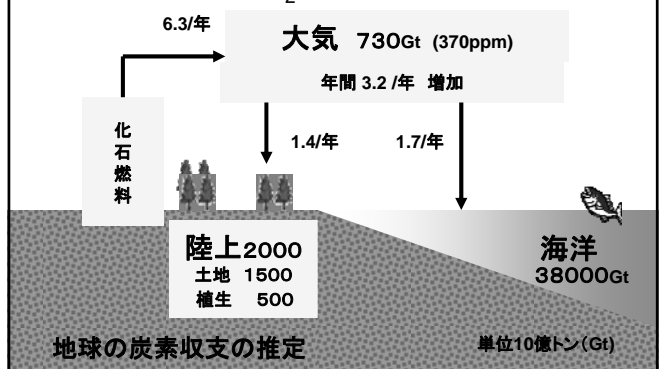 2
6.3/年
大気 730Gt (370ppm)
年間 3.2 /年 増加
化石燃料
1.4/年
1.7/年
陸上2000
土地 1500
植生 500
海洋
38000Gt
地球の炭素収支の推定
単位10億トン(Gt)